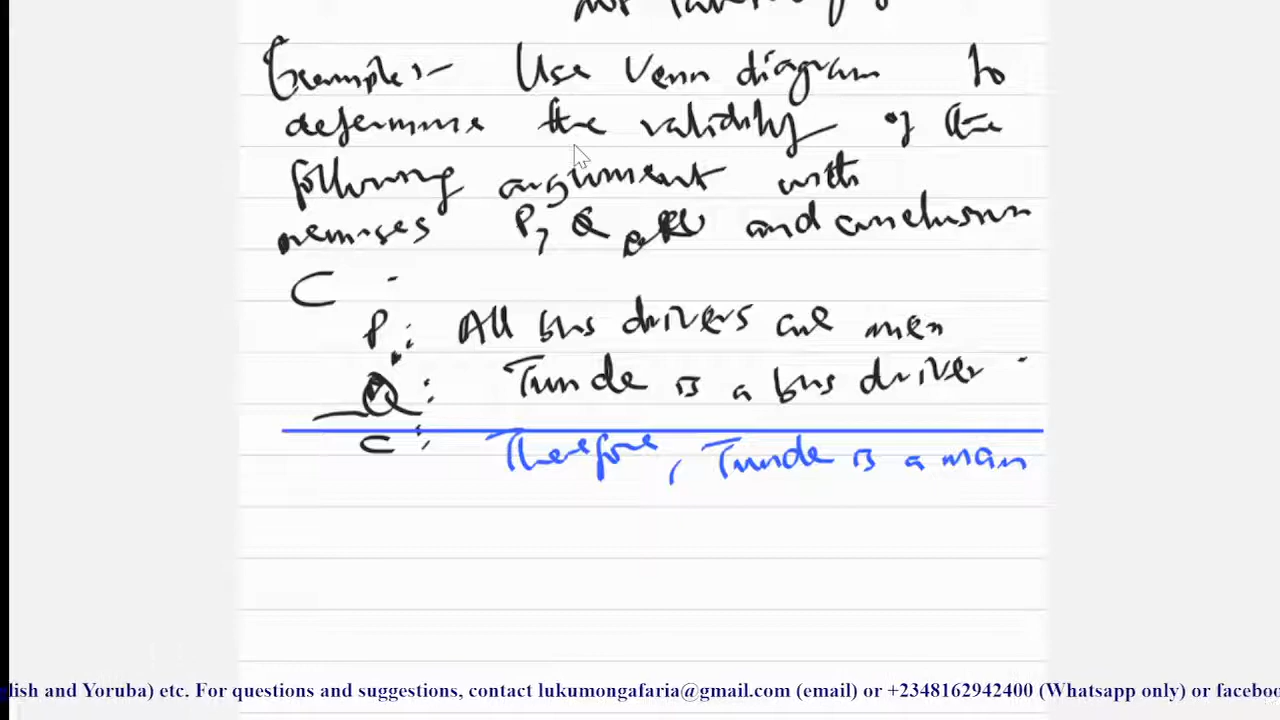 Example:- Use Venn diagram to
determine the validity of the
following argument with
premises P, Q and conclusion
C
P: All bus drivers are men
Q: Tunde is a bus driver.
C: Therefore, Tunde is a man
lish and Yoruba) etc. For questions and suggestions, contact lukumongafaria@gmail.com (email) or +2348162942400 (Whatsapp only) or faceboo